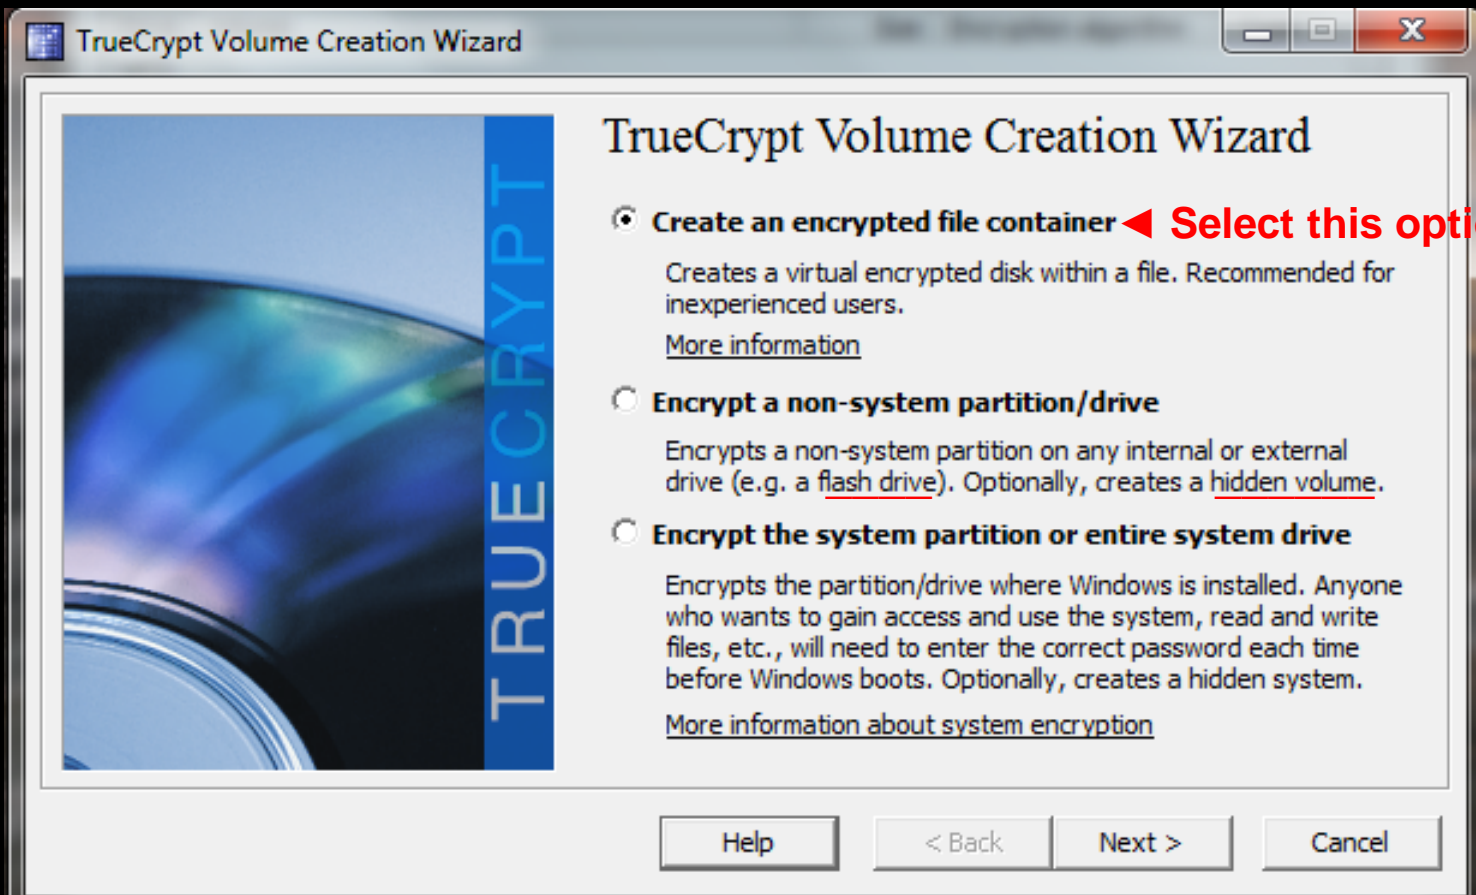 TrueCrypt Volume Creation Wizard
TRUECRYPT
TrueCrypt Volume Creation Wizard
Create an encrypted file container ◄ Select this opti
Creates a virtual encrypted disk within a file. Recommended for
inexperienced users.
More information
Encrypt a non-system partition/drive
Encrypts a non-system partition on any internal or external
drive (e.g. a flash drive). Optionally, creates a hidden volume.
Encrypt the system partition or entire system drive
Encrypts the partition/drive where Windows is installed. Anyone
who wants to gain access and use the system, read and write
files, etc., will need to enter the correct password each time
before Windows boots. Optionally, creates a hidden system.
More information about system encryption
Help < Back Next > Cancel